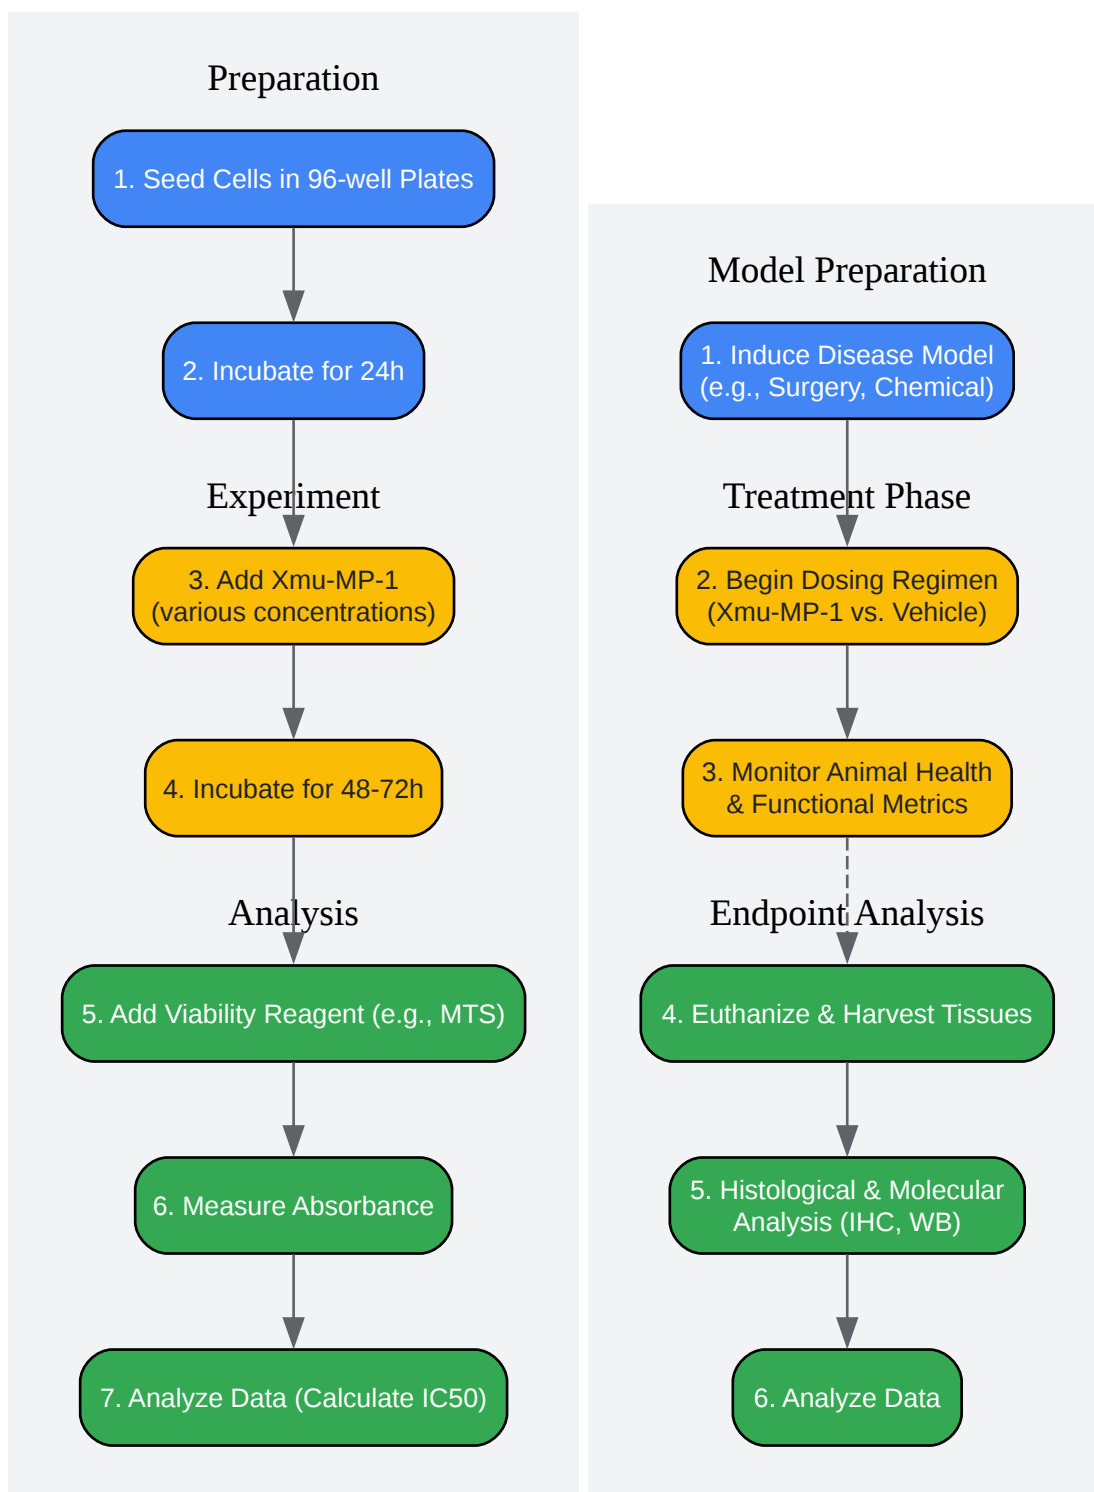 Preparation
1. Seed Cells in 96-well Plates
2. Incubate for 24h
Experiment
3. Add Xmu-MP-1
(various concentrations)
4. Incubate for 48-72h
Analysis
5. Add Viability Reagent (e.g., MTS)
6. Measure Absorbance
7. Analyze Data (Calculate IC50)
Model Preparation
1. Induce Disease Model
(e.g., Surgery, Chemical)
Treatment Phase
2. Begin Dosing Regimen
(Xmu-MP-1 vs. Vehicle)
3. Monitor Animal Health
& Functional Metrics
Endpoint Analysis
4. Euthanize & Harvest Tissues
5. Histological & Molecular
Analysis (IHC, WB)
6. Analyze Data